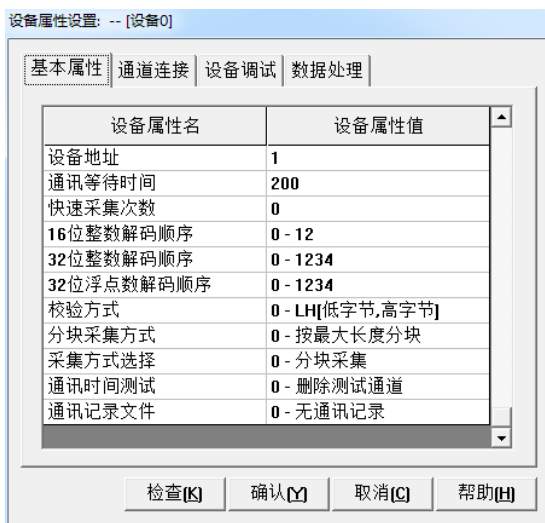 设备属性设置: -- [设备0]
基本属性 通道连接 设备调试 数据处理
设备属性名 设备属性值
设备地址 1
通讯等待时间 200
快速采集次数 0
16位整数解码顺序 0 - 12
32位整数解码顺序 0 - 1234
32位浮点数解码顺序 0 - 1234
校验方式 0 - LH[低字节,高字节]
分块采集方式 0 - 按最大长度分块
采集方式选择 0 - 分块采集
通讯时间测试 0 - 删除测试通道
通讯记录文件 0 - 无通讯记录
检查(K) 确认(Y) 取消(C) 帮助(H)